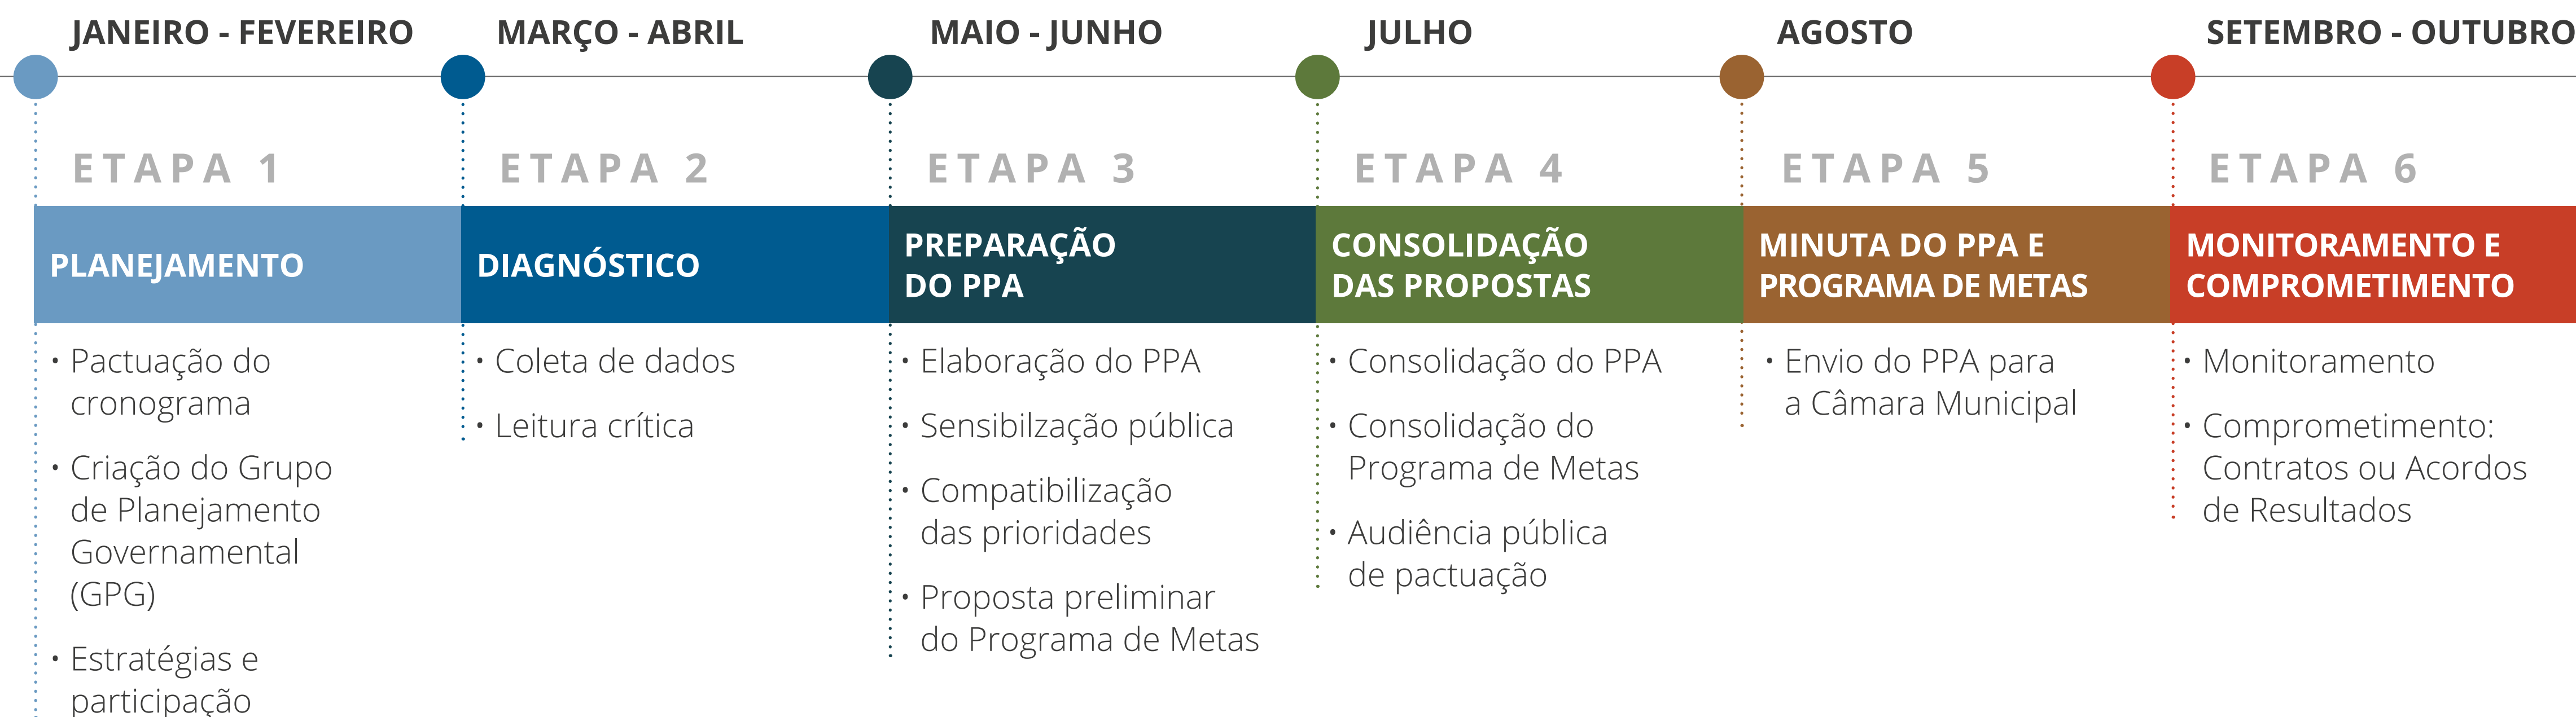 JANEIRO - FEVEREIRO
MARÇO - ABRIL
MAIO - JUNHO
JULHO
AGOSTO
SETEMBRO - OUTUBRO
ETAPA 1
ETAPA 2
ETAPA 3
ETAPA 4
ETAPA 5
ETAPA 6
PLANEJAMENTO
DIAGNÓSTICO
PREPARAÇÃO
DO PPA
CONSOLIDAÇÃO
DAS PROPOSTAS
MINUTA DO PPA E
PROGRAMA DE METAS
MONITORAMENTO E
COMPROMETIMENTO
• Pactuação do
cronograma
• Criação do Grupo
de Planejamento
Governamental
(GPG)
• Estratégias e
participação
• Coleta de dados
• Leitura crítica
• Elaboração do PPA
• Sensibilzação pública
• Compatibilização
das prioridades
• Proposta preliminar
do Programa de Metas
• Consolidação do PPA
• Consolidação do
Programa de Metas
• Audiência pública
de pactuação
• Envio do PPA para
a Câmara Municipal
• Monitoramento
• Comprometimento:
Contratos ou Acordos
de Resultados